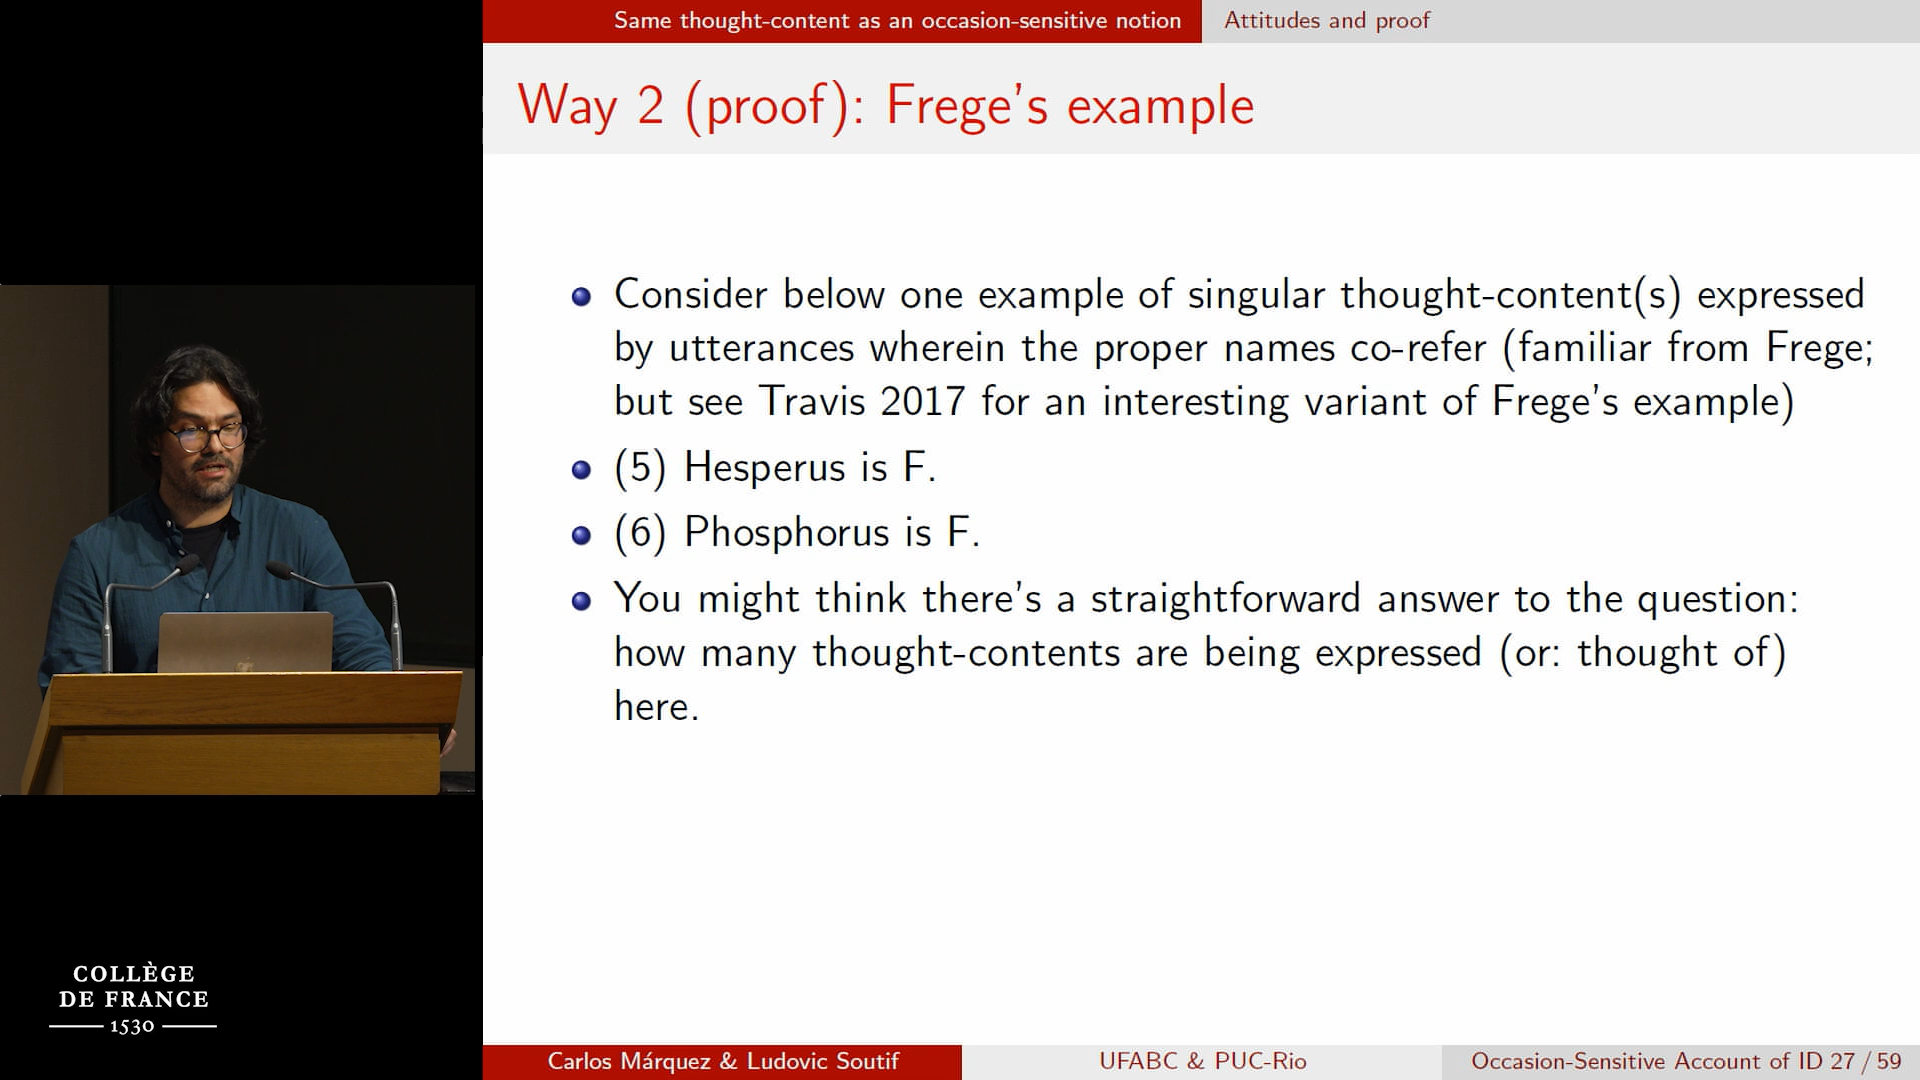 Same thought-content as an occasion-sensitive notion
Attitudes and proof
Way 2 (proof): Frege's example
Consider below one example of singular thought-content(s) expressed
by utterances wherein the proper names co-refer (familiar from Frege;
but see Travis 2017 for an interesting variant of Frege's example)
(5) Hesperus is F.
(6) Phosphorus is F.
You might think there's a straightforward answer to the question:
how many thought-contents are being expressed (or: thought of)
here.
COLLÈGE
DE FRANCE
1530
Carlos Márquez & Ludovic Soutif
UFABC & PUC-Rio
Occasion-Sensitive Account of ID 27 / 59